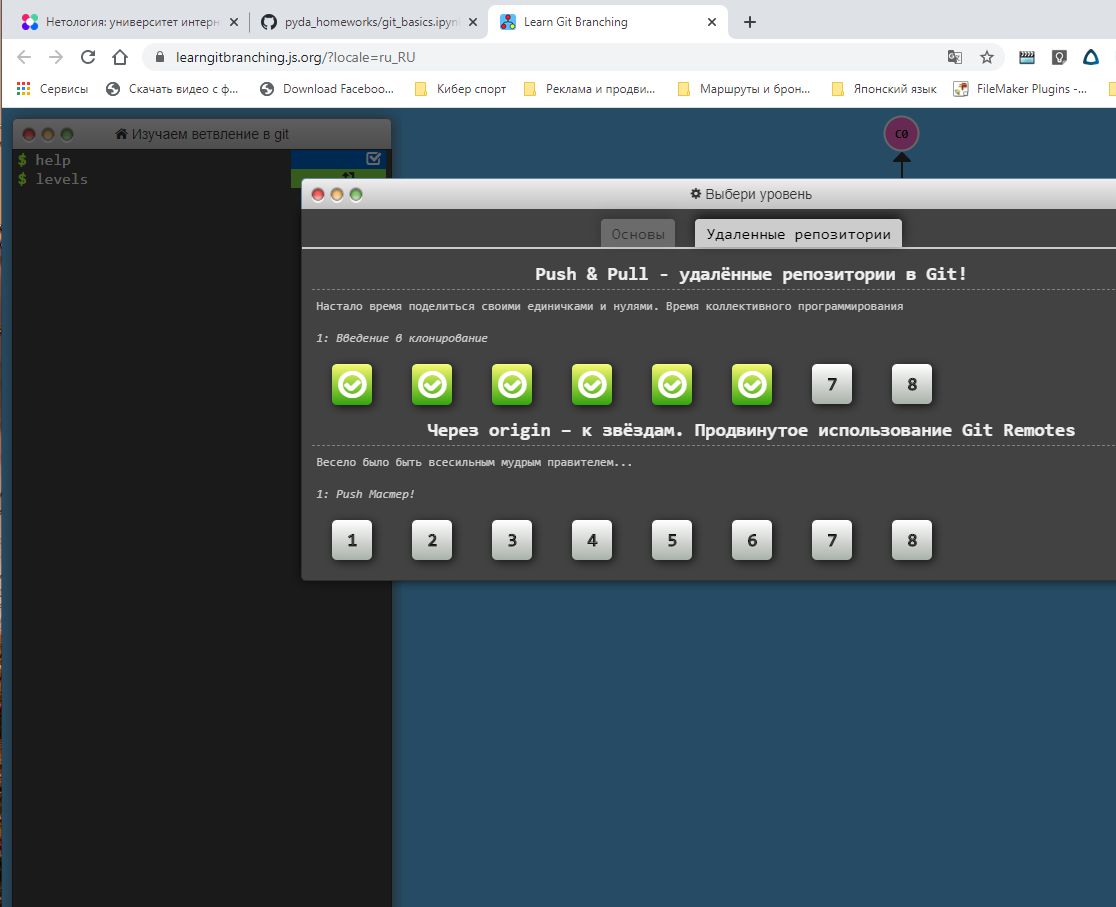 Нетология: университет интерн
pyda_homeworks/git_basics.ipyn
Learn Git Branching
learngitbranching.js.org/?locale=ru_RU
Сервисы
Скачать видео с ф...
Download Faceboo...
Кибер спорт
Реклама и продви...
Маршруты и брон...
Японский язык
FileMaker Plugins -...
Изучаем ветвление в git
C0
$ help
$ levels
Выбери уровень
Основы
Удаленные репозитории
Push & Pull - удалённые репозитории в Git!
Настало время поделиться своими единичками и нулями. Время коллективного программирования
1: Введение в клонирование
7 8
Через origin – к звёздам. Продвинутое использование Git Remotes
Весело было быть всесильным мудрым правителем...
1: Push Мастер!
1 2 3 4 5 6 7 8